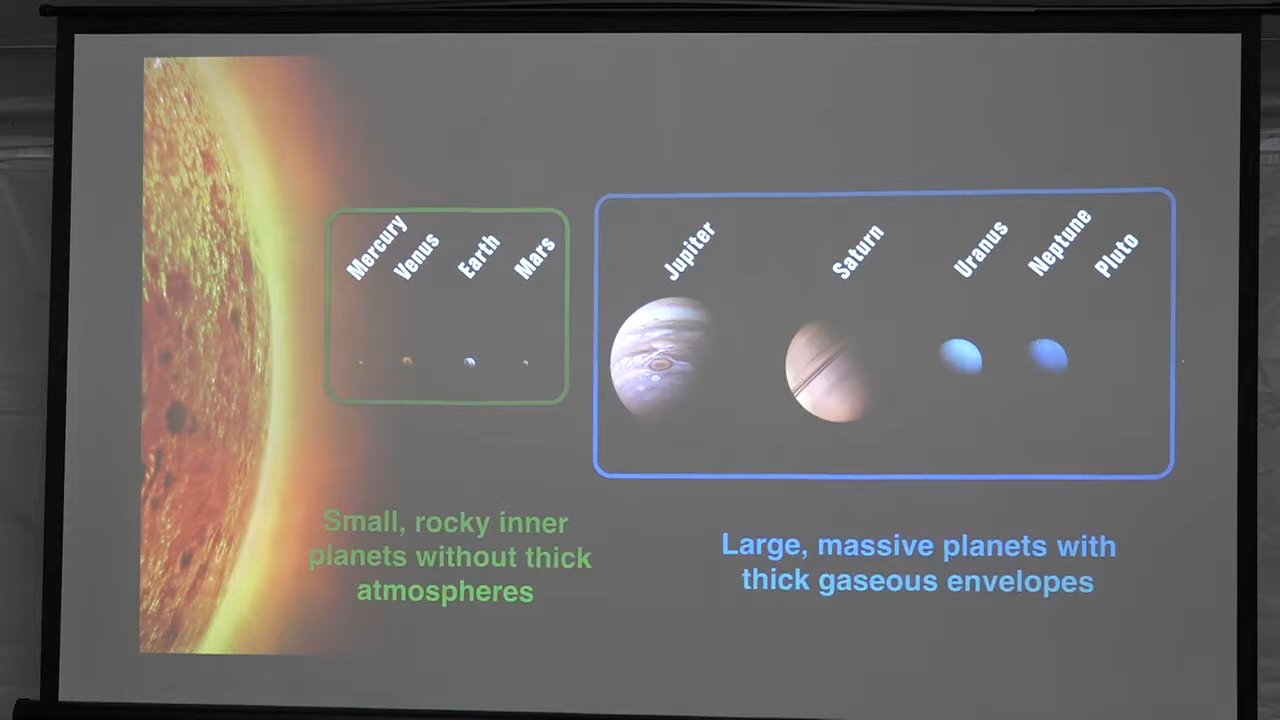 Mercury
Venus
Earth
Mars
Jupiter
Saturn
Uranus
Neptune
Pluto
Small, rocky inner
planets without thick
atmospheres
Large, massive planets with
thick gaseous envelopes